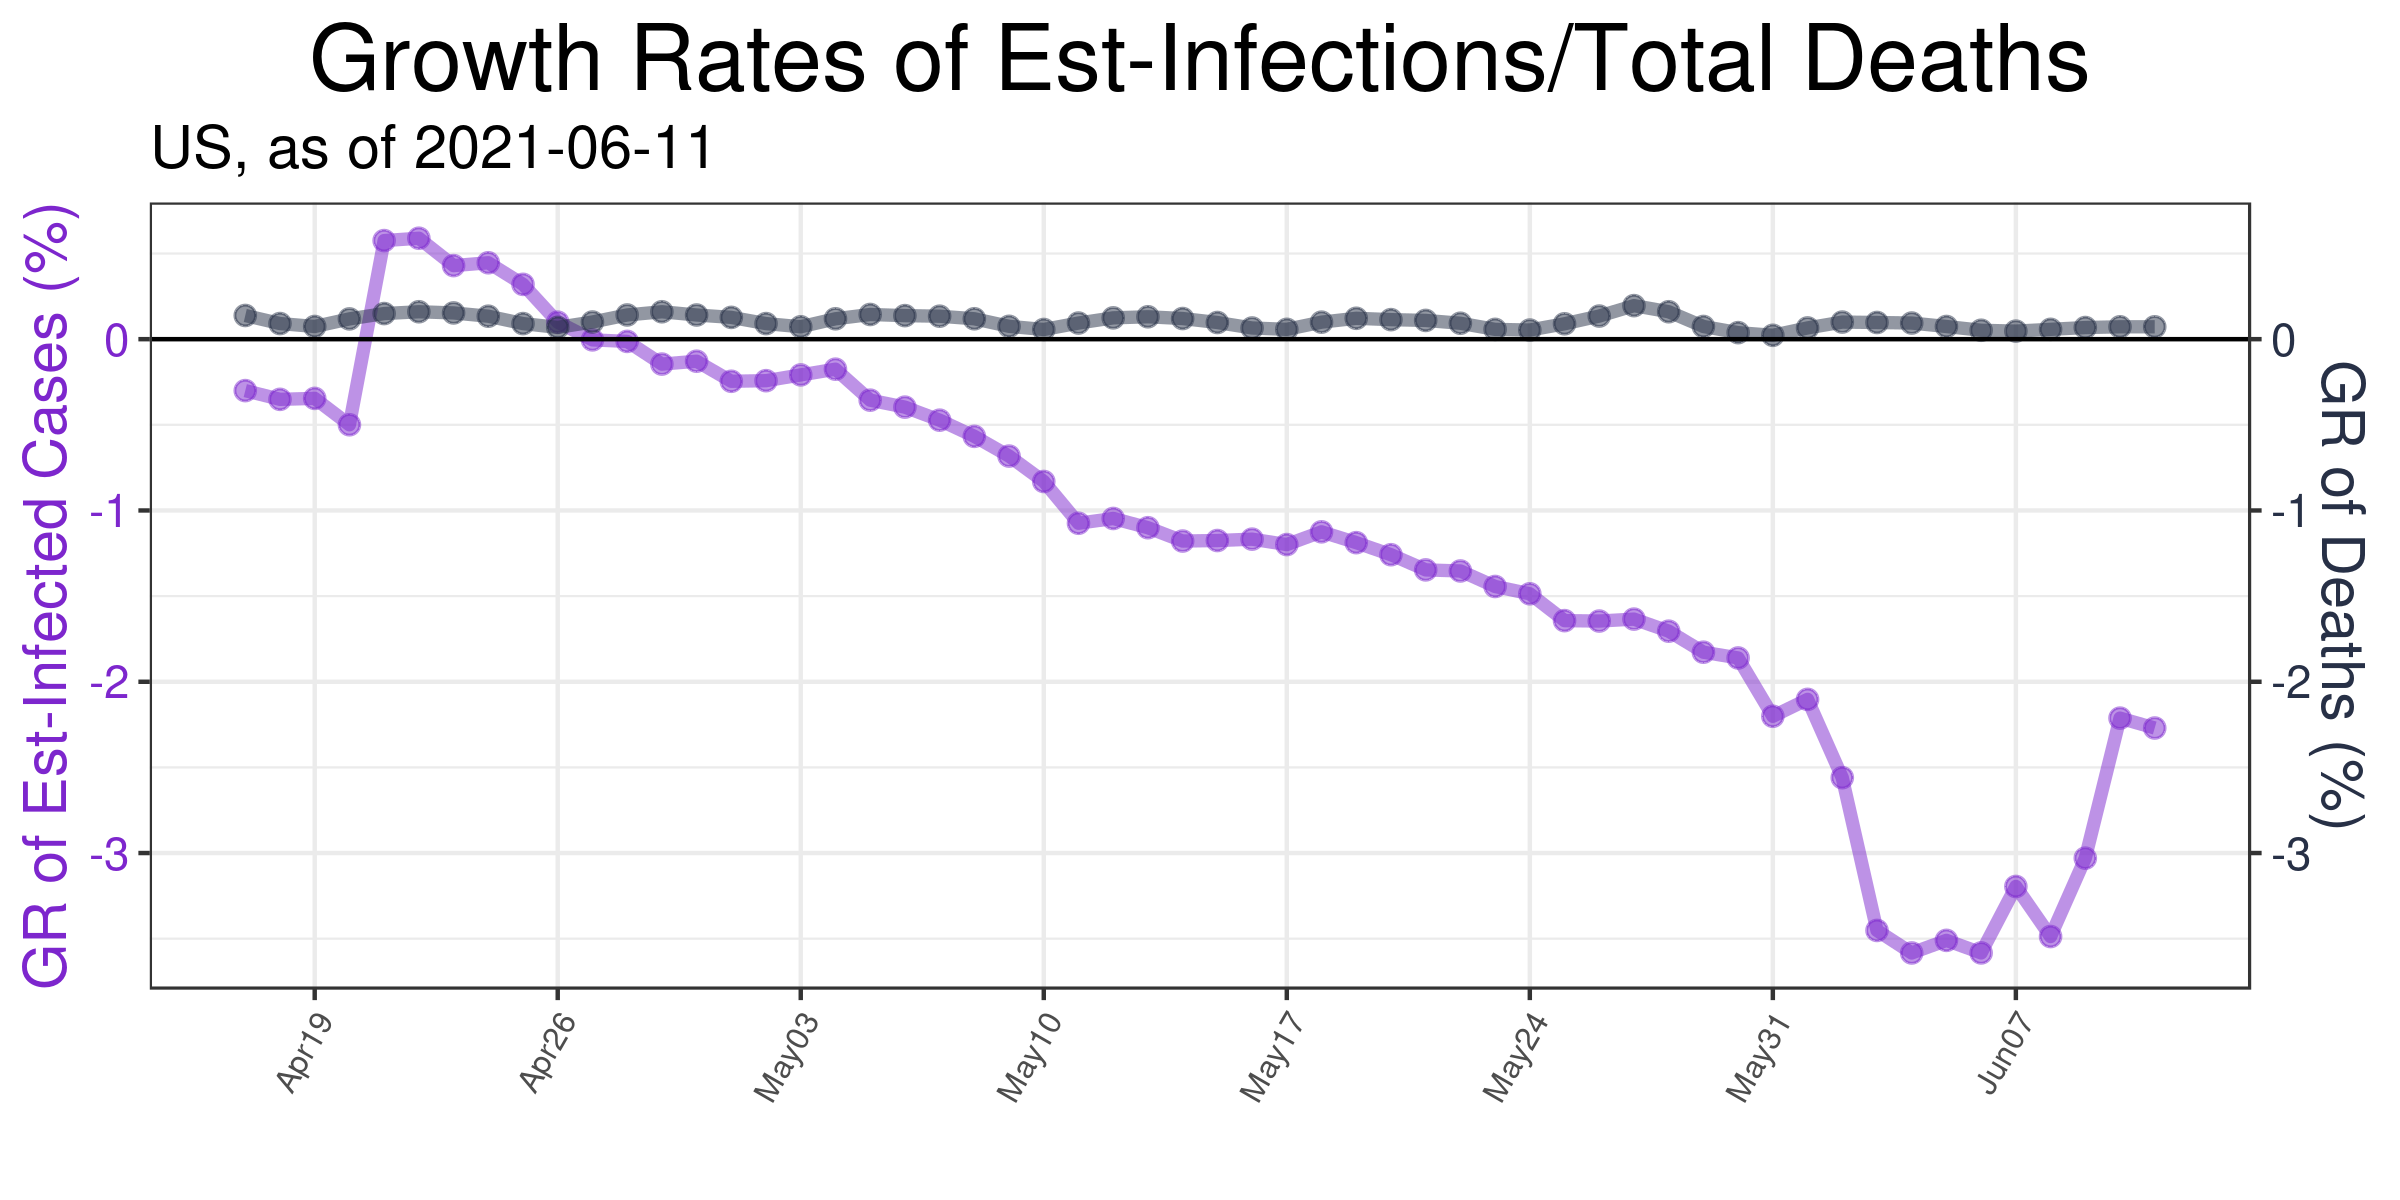 Growth Rates of Est-Infections/Total Deaths
US, as of 2021-06-11
GR of Est-Infected Cases (%)
0
-1
-2
-3
0
-1
-2
-3
GR of Deaths (%)
Apr19
Apr26
May03
May10
May17
May24
May31
Jun07